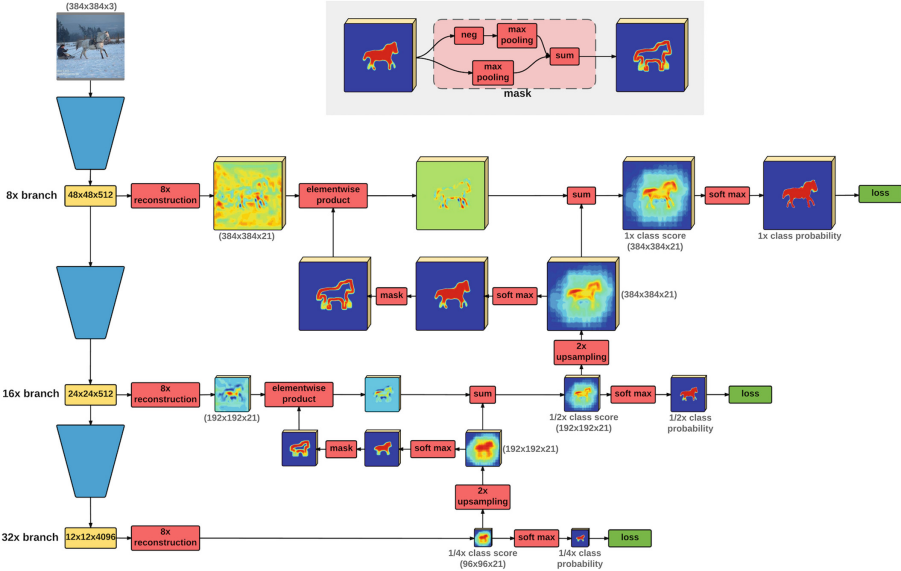 (384x384x3)
neg
max
pooling
max
pooling
sum
mask
8x branch
48x48x512
8x
reconstruction
(384x384x21)
elementwise
product
sum
1x class score
(384x384x21)
soft max
1x class probability
loss
mask
soft max
(384x384x21)
2x
upsampling
16x branch
24x24x512
8x
reconstruction
(192x192x21)
elementwise
product
sum
1/2x class score
(192x192x21)
soft max
1/2x class
probability
loss
mask
soft max
(192x192x21)
2x
upsampling
32x branch
12x12x4096
8x
reconstruction
1/4x class score
(96x96x21)
soft max
1/4x class
probability
loss